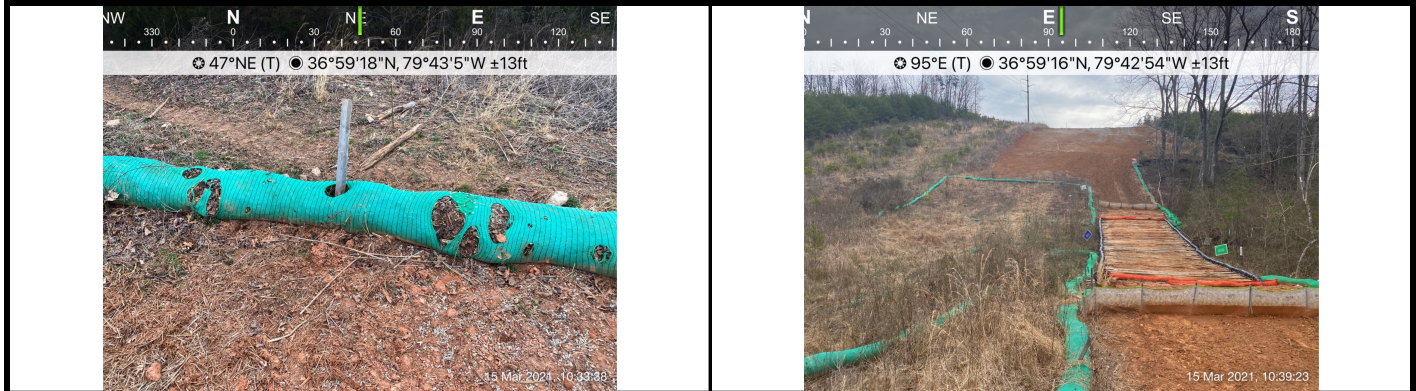 NW N NE E SE
330 0 30 60 90 120
47°NE (T) 36°59'18"N, 79°43'5"W ±13ft
15 Mar 2021, 10:33:38
N NE E SE S
0 30 60 90 120 150 180
95°E (T) 36°59'16"N, 79°42'54"W ±13ft
15 Mar 2021, 10:39:23